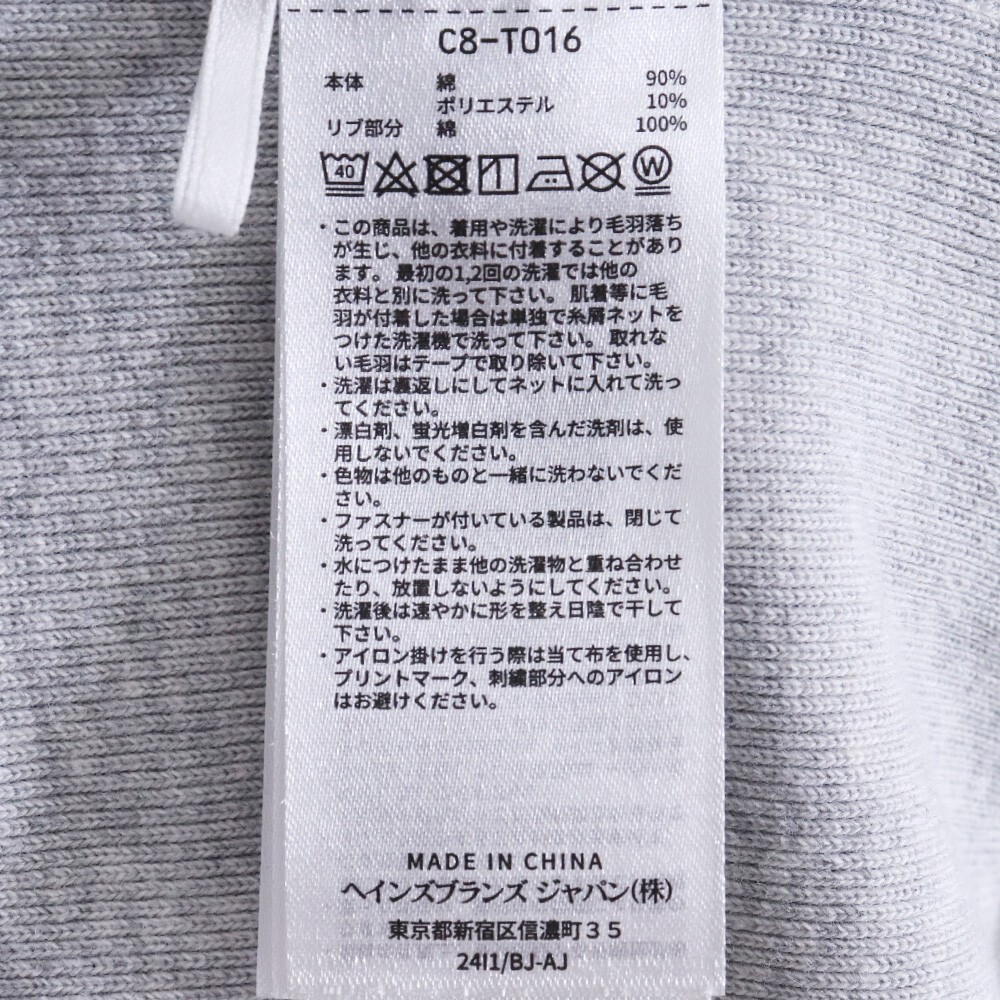 C8-T016
本体 綿 90%
ポリエステル 10%
リブ部分 綿 100%
40 W
・この商品は、着用や洗濯により毛羽落ち
が生じ、他の衣料に付着することがあり
ます。最初の1,2回の洗濯では他の
衣料と別に洗って下さい。肌着等に毛
羽が付着した場合は単独で糸屑ネットを
つけた洗濯機で洗って下さい。取れな
い毛羽はテープで取り除いて下さい。
・洗濯は裏返しにしてネットに入れて洗っ
てください。
・漂白剤、蛍光増白剤を含んだ洗剤は、使
用しないでください。
・色物は他のものと一緒に洗わないでくだ
さい。
・ファスナーが付いている製品は、閉じて
洗ってください。
・水につけたまま他の洗濯物と重ね合わせ
たり、放置しないようにしてください。
・洗濯後は速やかに形を整え日陰で干して
下さい。
・アイロン掛けを行う際は当て布を使用し、
プリントマーク、刺繍部分へのアイロン
はお避けください。
MADE IN CHINA
ヘインズブランズ ジャパン(株)
東京都新宿区信濃町35
24I1/BJ-AJ